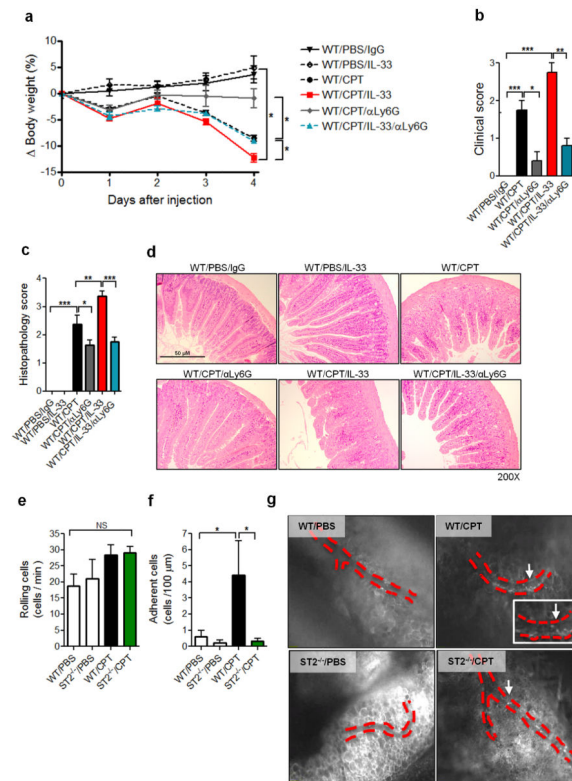 a
Δ Body weight (%)
10
5
0
-5
-10
-15
0 1 2 3 4
Days after injection
*
*
*
WT/PBS/IgG
WT/PBS/IL-33
WT/CPT
WT/CPT/IL-33
WT/CPT/αLy6G
WT/CPT/IL-33/αLy6G
b
Clinical score
3
2
1
0
*** **
*** *
WT/PBS/IgG
WT/CPT
WT/CPT/αLy6G
WT/CPT/IL-33
WT/CPT/IL-33/αLy6G
c
Histopathology score
4
3
2
1
0
** ***
*** *
WT/PBS/IgG
WT/PBS/IL-33
WT/CPT
WT/CPT/αLy6G
WT/CPT/IL-33
WT/CPT/IL-33/αLy6G
d
WT/PBS/IgG WT/PBS/IL-33 WT/CPT
50 µM
WT/CPT/αLy6G WT/CPT/IL-33 WT/CPT/IL-33/αLy6G
200X
e
Rolling cells
(cells / min)
40
35
30
25
20
15
10
5
0
NS
WT/PBS
ST2⁻/⁻/PBS
WT/CPT
ST2⁻/⁻/CPT
f
Adherent cells
(cells /100 µm)
7
6
5
4
3
2
1
0
* *
WT/PBS
ST2⁻/⁻/PBS
WT/CPT
ST2⁻/⁻/CPT
g
WT/PBS WT/CPT
ST2⁻/⁻/PBS ST2⁻/⁻/CPT